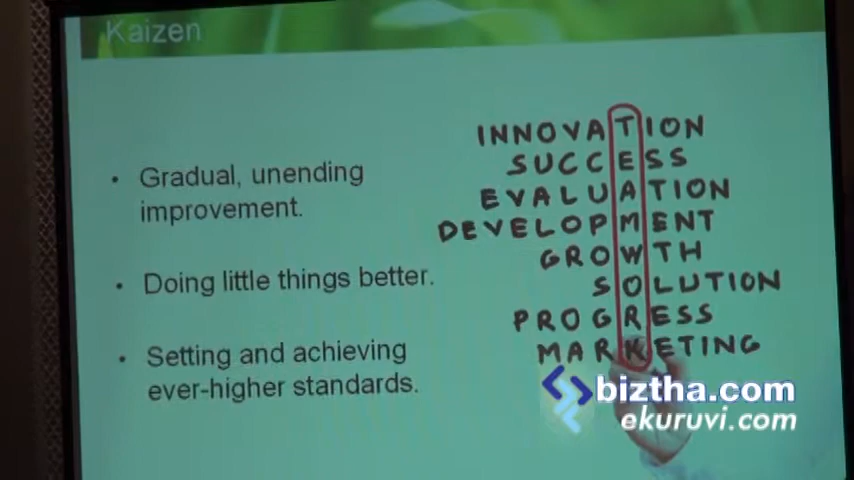 Kaizen
• Gradual, unending
improvement.
• Doing little things better.
• Setting and achieving
ever-higher standards.
INNOVATION
SUCCESS
EVALUATION
DEVELOPMENT
GROWTH
SOLUTION
PROGRESS
MARKETING
biztha.com
ekuruvi.com